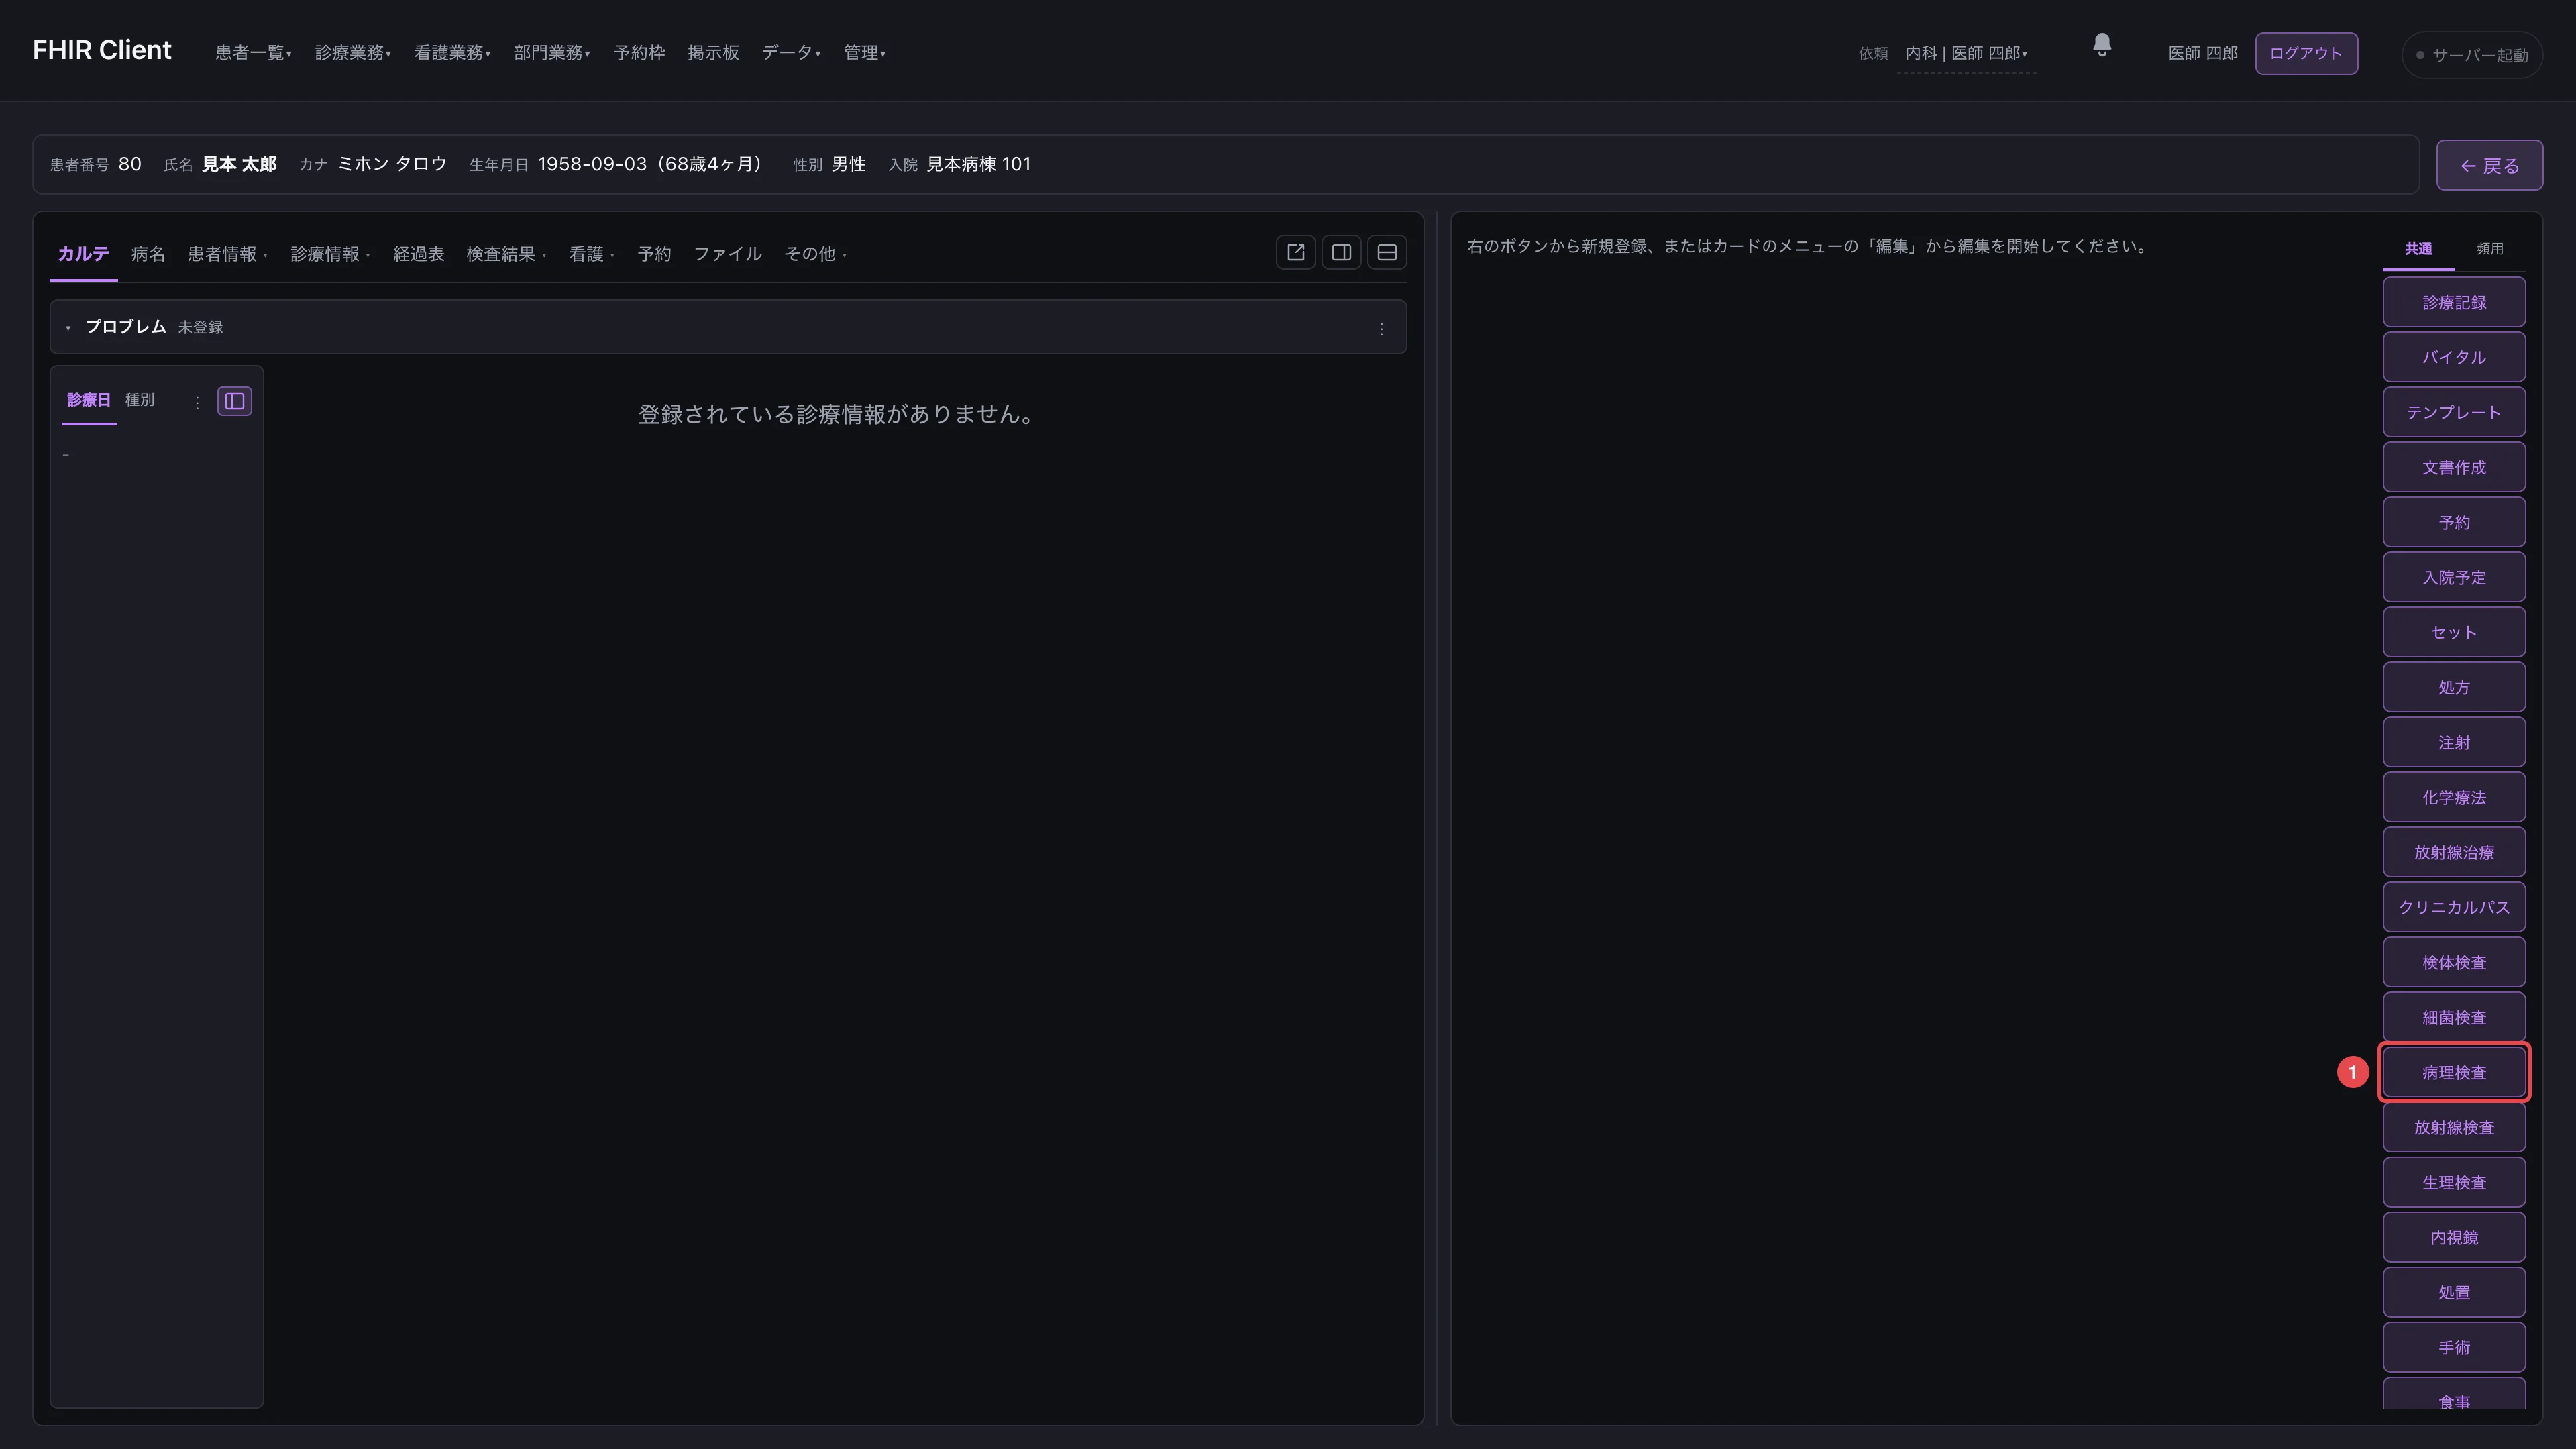 FHIR Client 患者一覧▾ 診療業務▾ 看護業務▾ 部門業務▾ 予約枠 掲示板 データ▾ 管理▾ 依頼 内科 | 医師 四郎▾ 医師 四郎 ログアウト サーバー起動
患者番号 80 氏名 見本 太郎 カナ ミホン タロウ 生年月日 1958-09-03（68歳4ヶ月） 性別 男性 入院 見本病棟 101 ← 戻る
カルテ 病名 患者情報▾ 診療情報▾ 経過表 検査結果▾ 看護▾ 予約 ファイル その他▾
▾ プロブレム 未登録 ⋮
診療日 種別 ⋮
-
登録されている診療情報がありません。
右のボタンから新規登録、またはカードのメニューの「編集」から編集を開始してください。
共通 頻用
診療記録
バイタル
テンプレート
文書作成
予約
入院予定
セット
処方
注射
化学療法
放射線治療
クリニカルパス
検体検査
細菌検査
1 病理検査
放射線検査
生理検査
内視鏡
処置
手術
食事